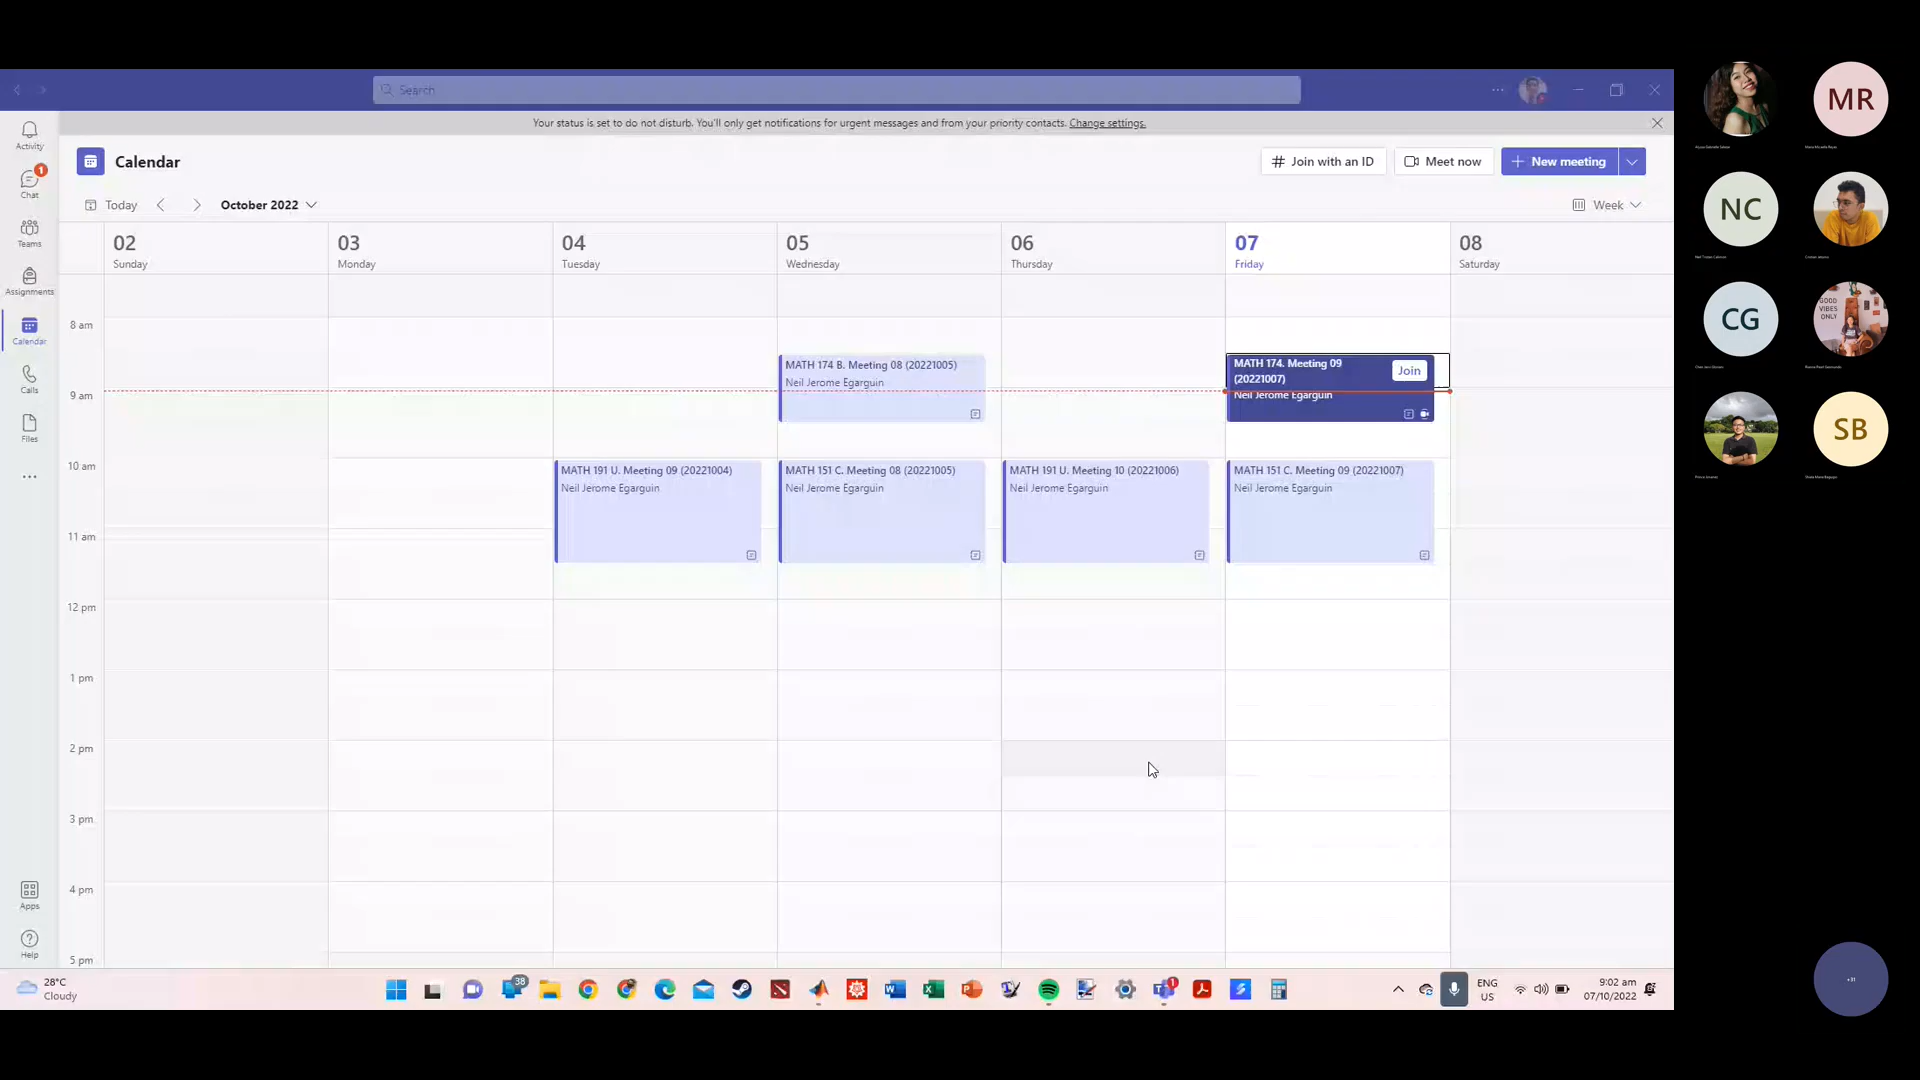 Search
Your status is set to do not disturb. You'll only get notifications for urgent messages and from your priority contacts. Change settings.
Activity
Chat
1
Teams
Assignments
Calendar
Calls
Files
Apps
Help
Calendar
Join with an ID
Meet now
New meeting
Today
October 2022
Week
02
Sunday
03
Monday
04
Tuesday
05
Wednesday
06
Thursday
07
Friday
08
Saturday
8 am
9 am
10 am
11 am
12 pm
1 pm
2 pm
3 pm
4 pm
5 pm
MATH 174 B. Meeting 08 (20221005)
Neil Jerome Egarguin
MATH 174. Meeting 09
(20221007)
Join
Neil Jerome Egarguin
MATH 191 U. Meeting 09 (20221004)
Neil Jerome Egarguin
MATH 151 C. Meeting 08 (20221005)
Neil Jerome Egarguin
MATH 191 U. Meeting 10 (20221006)
Neil Jerome Egarguin
MATH 151 C. Meeting 09 (20221007)
Neil Jerome Egarguin
28°C
Cloudy
38
1
ENG
US
9:02 am
07/10/2022
MR
NC
CG
GOOD
VIBES
ONLY
SB
+31